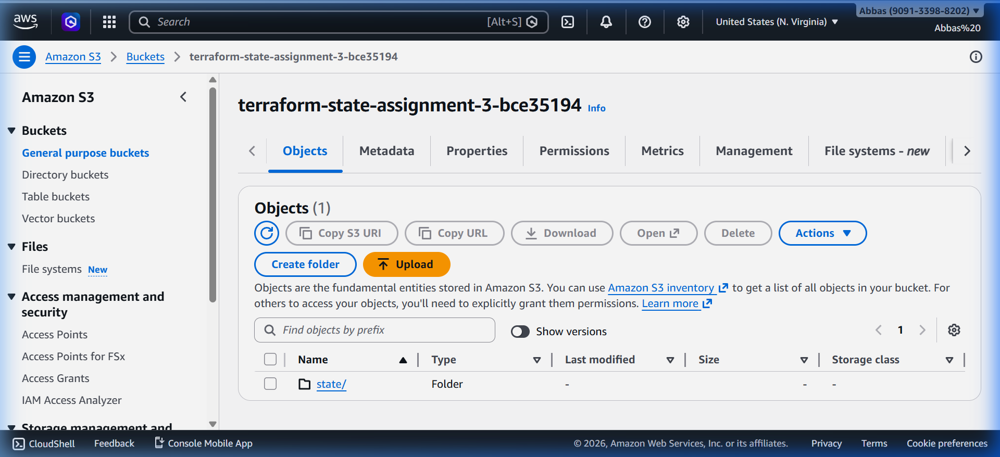 aws
Search
[Alt+S]
United States (N. Virginia)
Abbas (9091-3398-8202)
Abbas%20
Amazon S3
Buckets
terraform-state-assignment-3-bce35194
Amazon S3
Buckets
General purpose buckets
Directory buckets
Table buckets
Vector buckets
Files
File systems New
Access management and
security
Access Points
Access Points for FSx
Access Grants
IAM Access Analyzer
Storage management and
terraform-state-assignment-3-bce35194 Info
Objects
Metadata
Properties
Permissions
Metrics
Management
File systems - new
Objects (1)
Copy S3 URI
Copy URL
Download
Open
Delete
Actions
Create folder
Upload
Objects are the fundamental entities stored in Amazon S3. You can use Amazon S3 inventory to get a list of all objects in your bucket. For
others to access your objects, you'll need to explicitly grant them permissions. Learn more
Find objects by prefix
Show versions
1
Name
Type
Last modified
Size
Storage class
state/
Folder
-
-
-
CloudShell
Feedback
Console Mobile App
© 2026, Amazon Web Services, Inc. or its affiliates.
Privacy
Terms
Cookie preferences